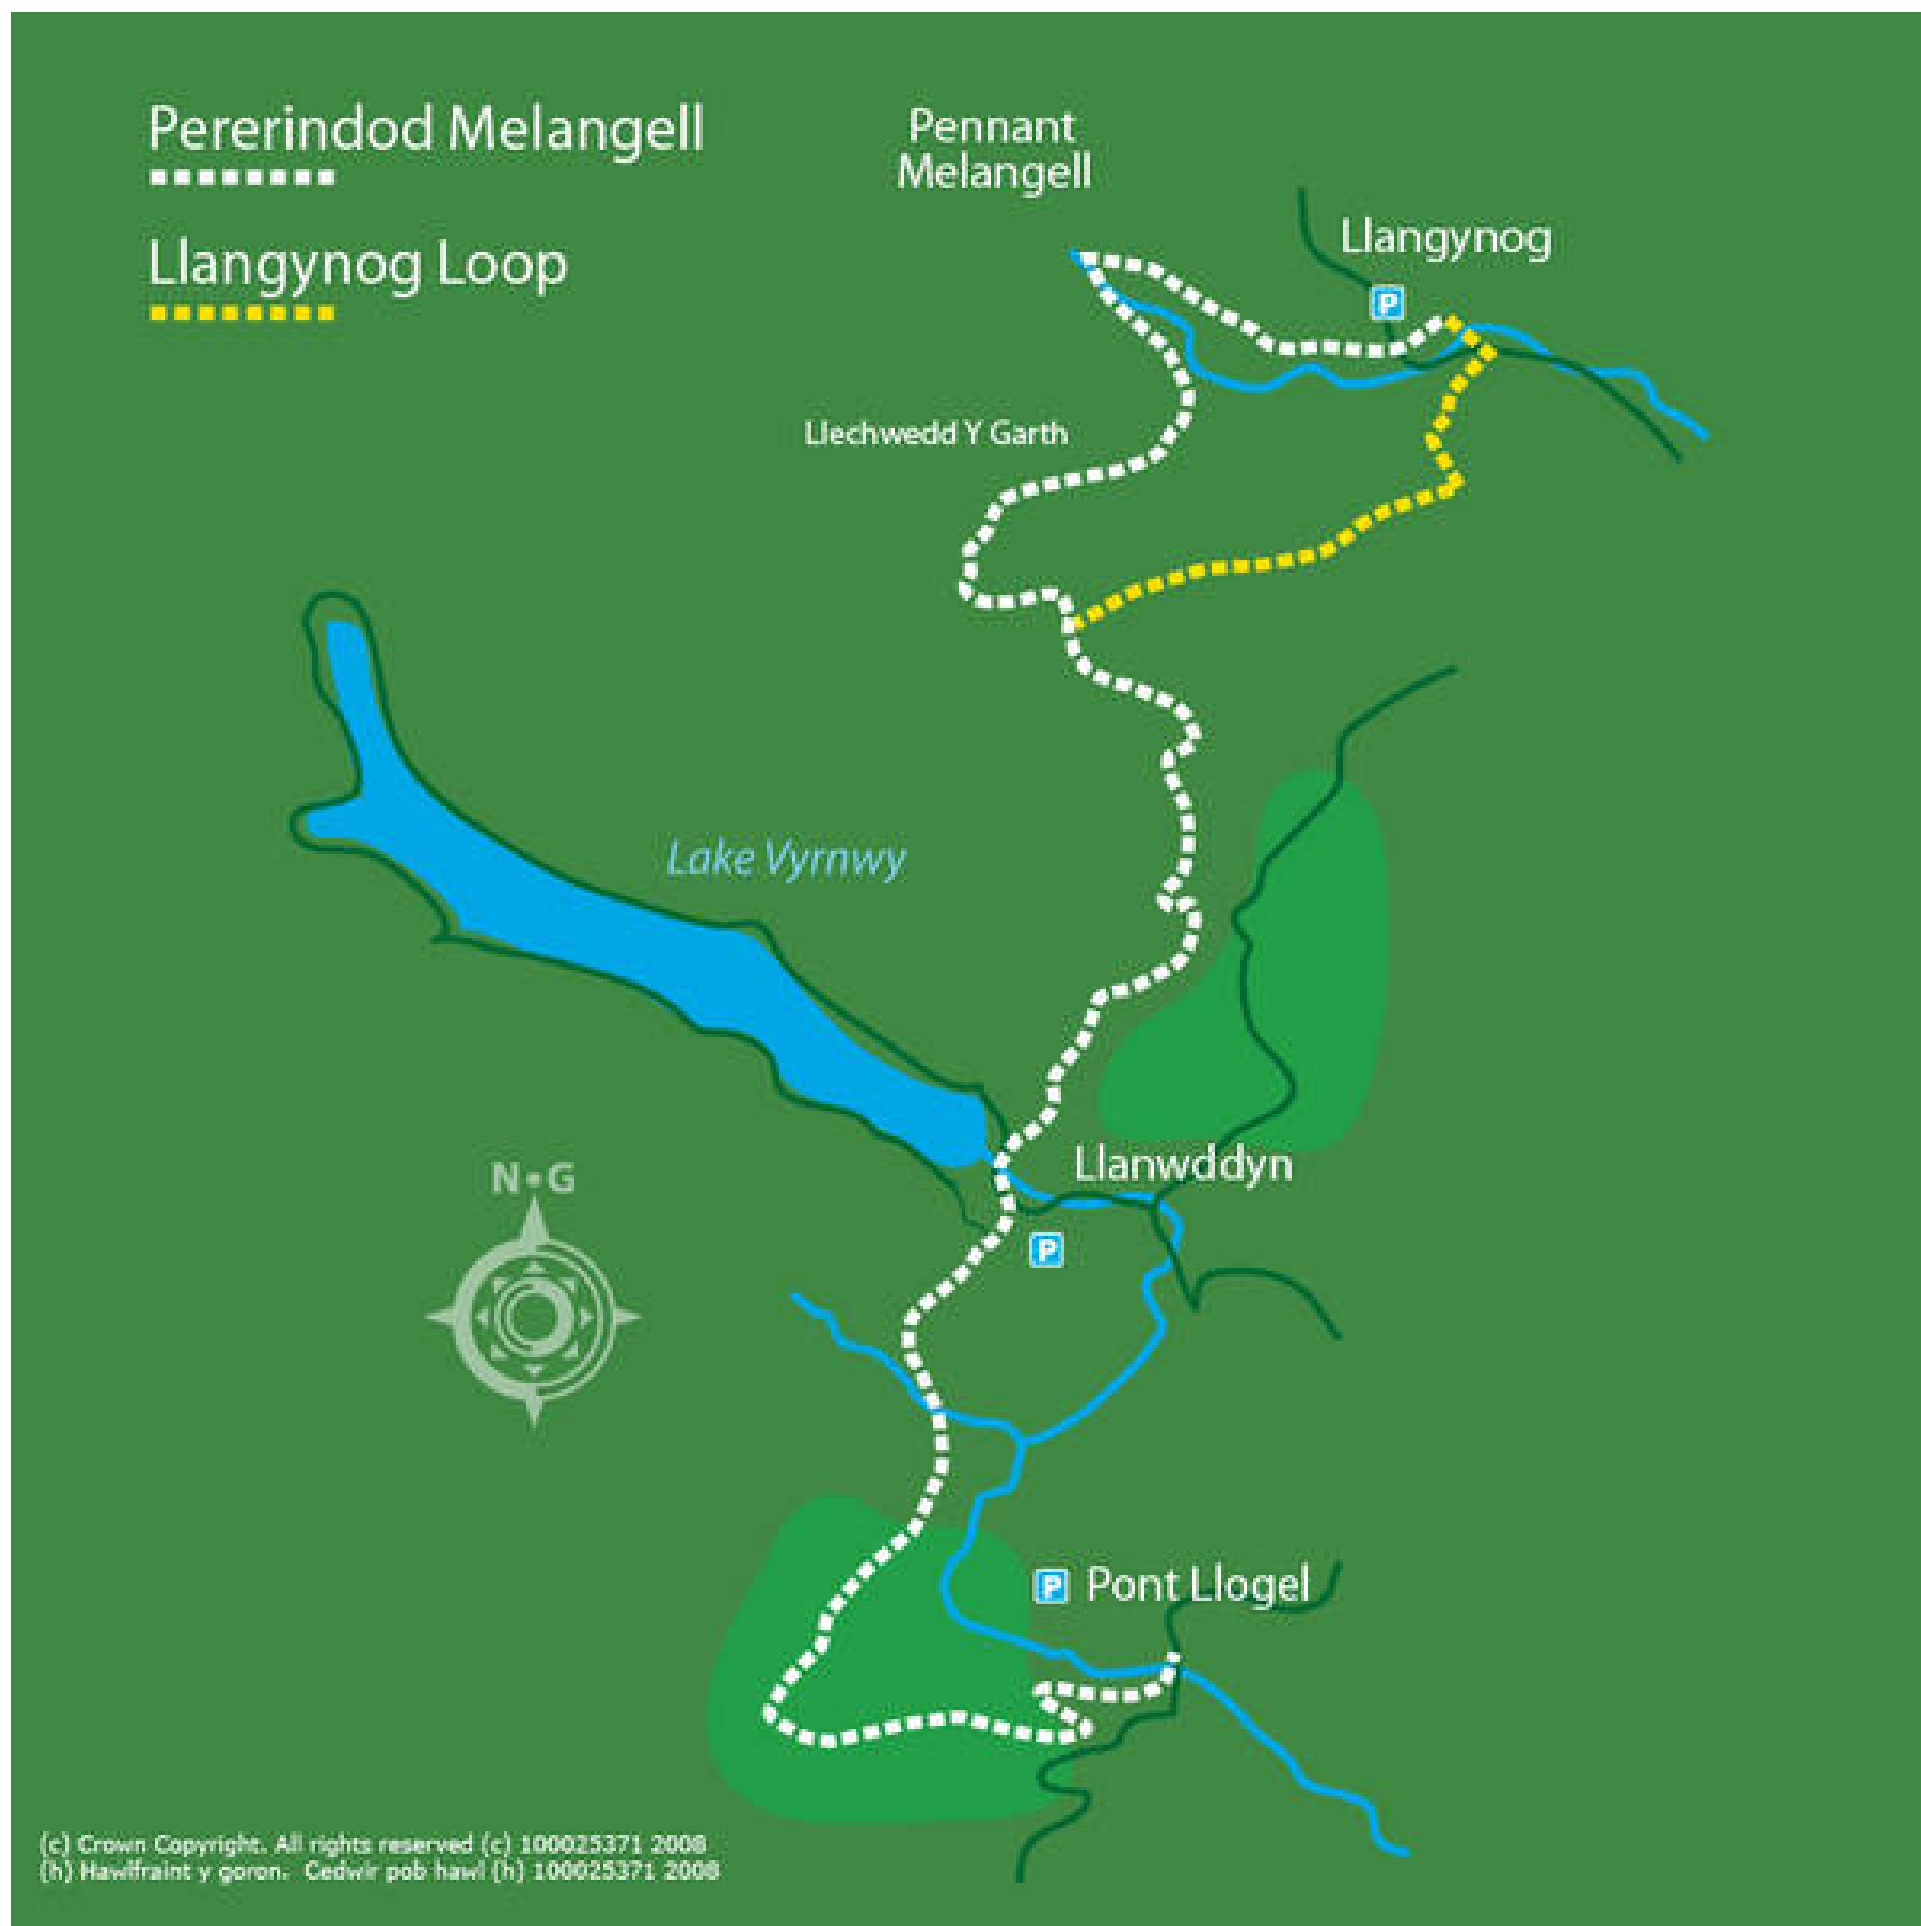 Pererindod Melangell
Llangynog Loop
Pennant
Melangell
Llangynog
P
Llechwedd Y Garth
Lake Vyrnwy
Llanwddyn
N•G
P
P Pont Llogel
(c) Crown Copyright. All rights reserved (c) 100025371 2008
(h) Hawlfraint y goron. Cedwir pob hawl (h) 100025371 2008